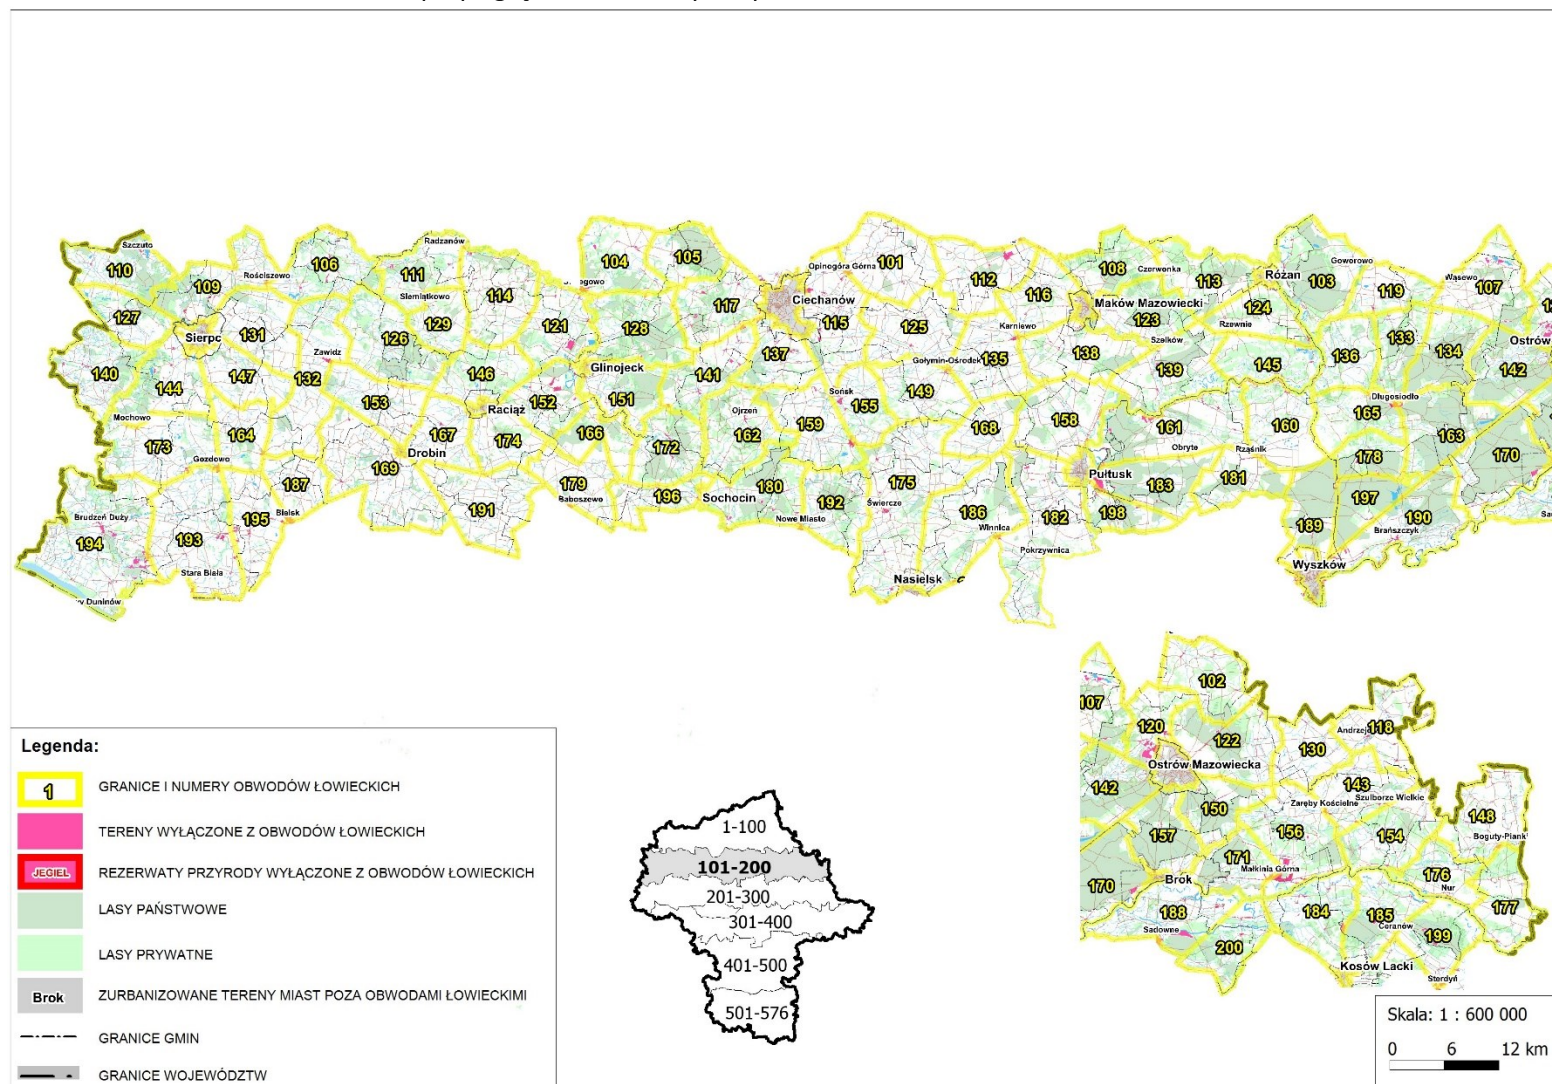 Szczuto
Radzanów
110
106
111
104
105
101
Rościszewo
109
Opinogóra Górna
112
108
Czerwonka
113
Różan
103
Goworowo
Wąsewo
107
119
Siemiątkowo
114
117
Ciechanów
116
Maków Mazowiecki
124
127
131
Sierpc
129
121
128
115
125
Karniewo
123
Rzewnie
133
126
Zawidz
137
135
138
Szelków
136
134
Ostrów
140
144
147
132
146
Glinojeck
141
Gołymin-Ośrodek
139
145
142
153
Raciąż
152
151
Sońsk
149
Długosiodło
Mochowo
Ojrzeń
155
158
161
160
165
173
164
167
174
166
162
159
168
163
Gozdowo
Drobin
172
Obryte
Rząśnik
178
170
187
169
179
196
Sochocin
180
175
Pułtusk
183
181
197
Baboszewo
192
Świercze
Brudzeń Duży
195
Bielsk
191
Nowe Miasto
186
182
198
189
190
194
193
Winnica
Brańszczyk
Stara Biała
Pokrzywnica
Wyszków
Nasielsk
wy Duninów
102
107
118
120
122
130
Andrzej
Ostrów Mazowiecka
142
143
Zaręby Kościelne
Szulborze Wielkie
148
150
Boguty-Piank
157
156
154
171
Małkinia Górna
170
Brok
176
Nur
188
184
185
177
Sadowne
Ceranów
199
200
Kosów Lacki
Sterdyń
Legenda:
1 GRANICE I NUMERY OBWODÓW ŁOWIECKICH
TERENY WYŁĄCZONE Z OBWODÓW ŁOWIECKICH
JEGIEL REZERWATY PRZYRODY WYŁĄCZONE Z OBWODÓW ŁOWIECKICH
LASY PAŃSTWOWE
LASY PRYWATNE
Brok ZURBANIZOWANE TERENY MIAST POZA OBWODAMI ŁOWIECKIMI
GRANICE GMIN
GRANICE WOJEWÓDZTW
1-100
101-200
201-300
301-400
401-500
501-576
Skala: 1 : 600 000
0 6 12 km